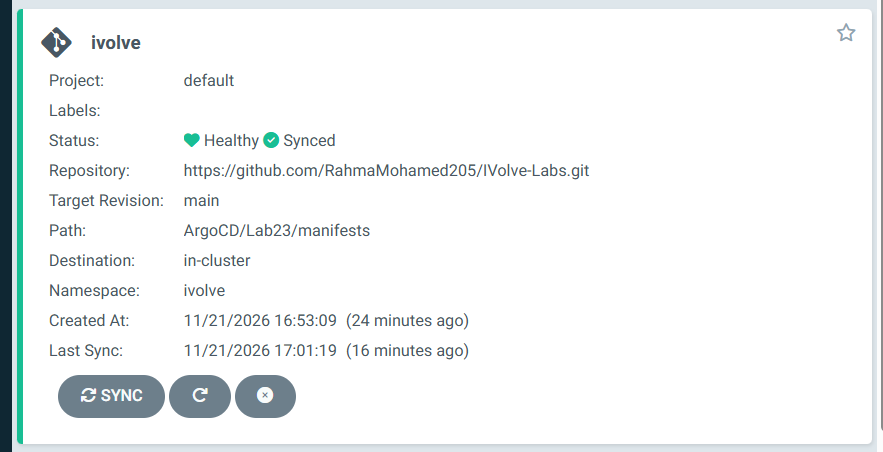 ivolve
Project: default
Labels:
Status: Healthy Synced
Repository: https://github.com/RahmaMohamed205/IVolve-Labs.git
Target Revision: main
Path: ArgoCD/Lab23/manifests
Destination: in-cluster
Namespace: ivolve
Created At: 11/21/2026 16:53:09 (24 minutes ago)
Last Sync: 11/21/2026 17:01:19 (16 minutes ago)
SYNC